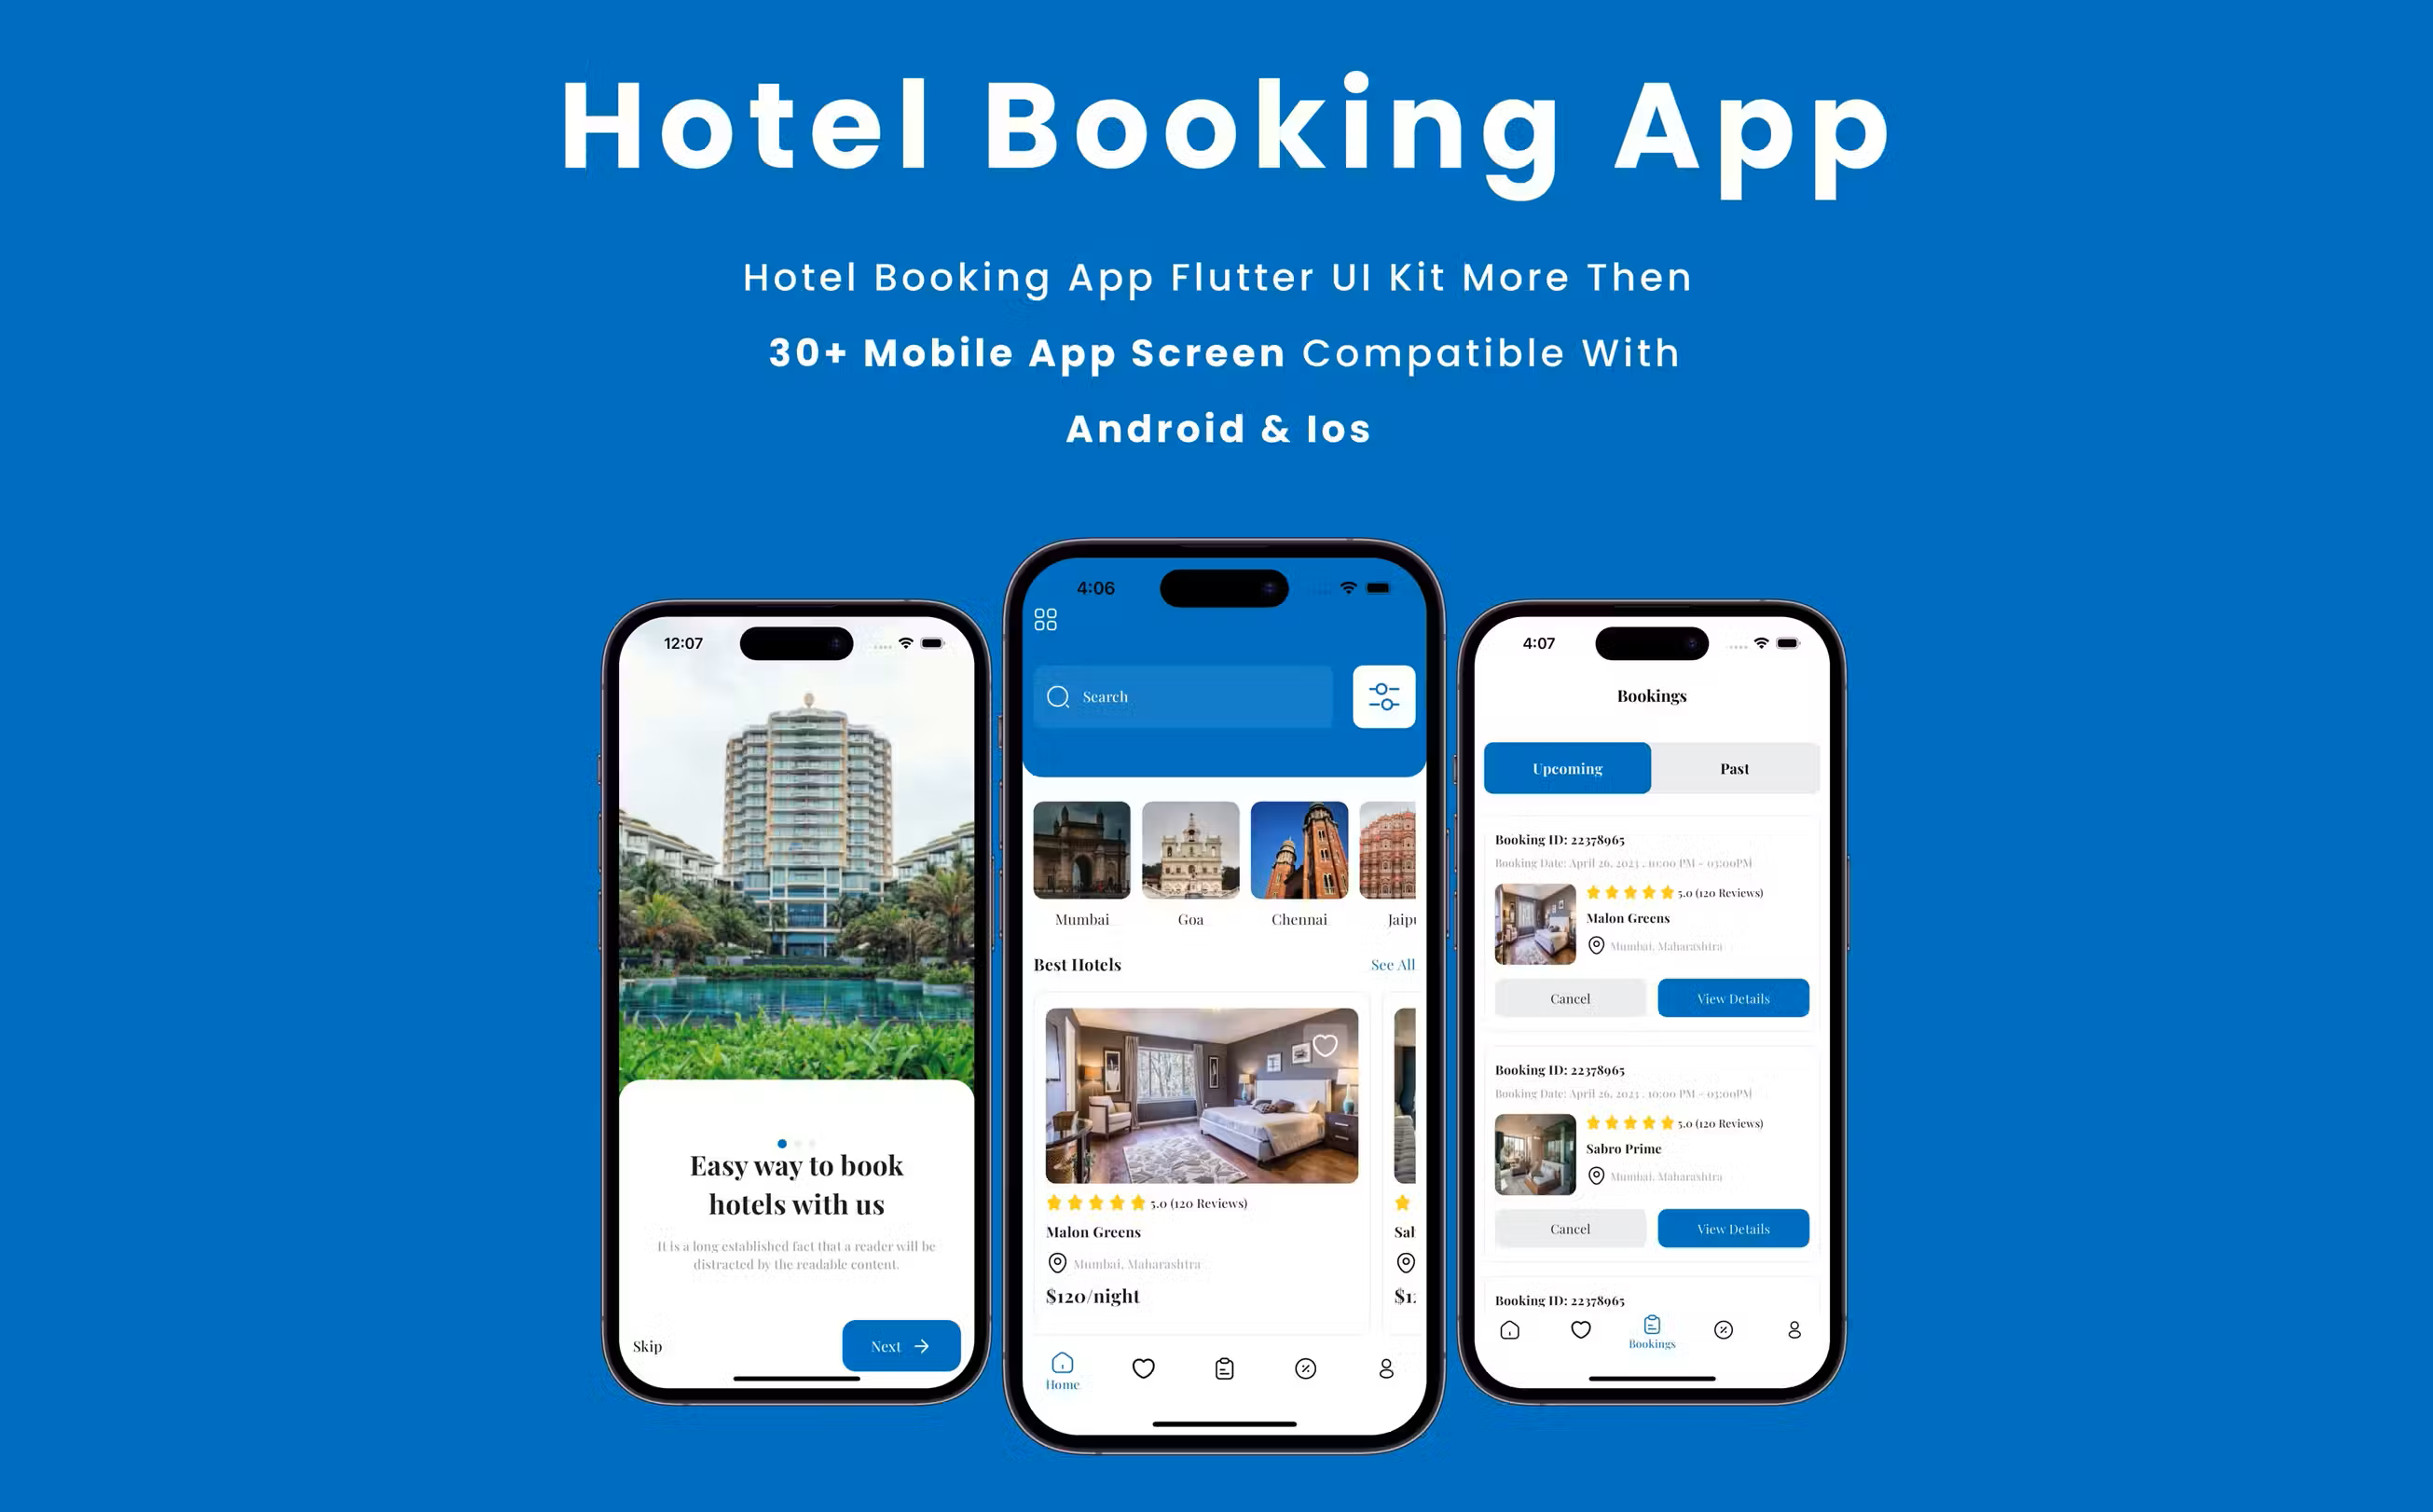 Hotel Booking App
Hotel Booking App Flutter UI Kit More Then
30+ Mobile App Screen Compatible With
Android & Ios
12:07
Easy way to book
hotels with us
It is a long established fact that a reader will be
distracted by the readable content.
Skip
Next
4:06
Search
Mumbai
Goa
Chennai
Jaipu
Best Hotels
See All
5.0 (120 Reviews)
Malon Greens
Mumbai, Maharashtra
$120/night
Sal
$12
Home
4:07
Bookings
Upcoming
Past
Booking ID: 22378965
Booking Date: April 26, 2023 . 10:00 PM - 03:00PM
5.0 (120 Reviews)
Malon Greens
Mumbai, Maharashtra
Cancel
View Details
Booking ID: 22378965
Booking Date: April 26, 2023 . 10:00 PM - 03:00PM
5.0 (120 Reviews)
Sabro Prime
Mumbai, Maharashtra
Cancel
View Details
Booking ID: 22378965
Bookings